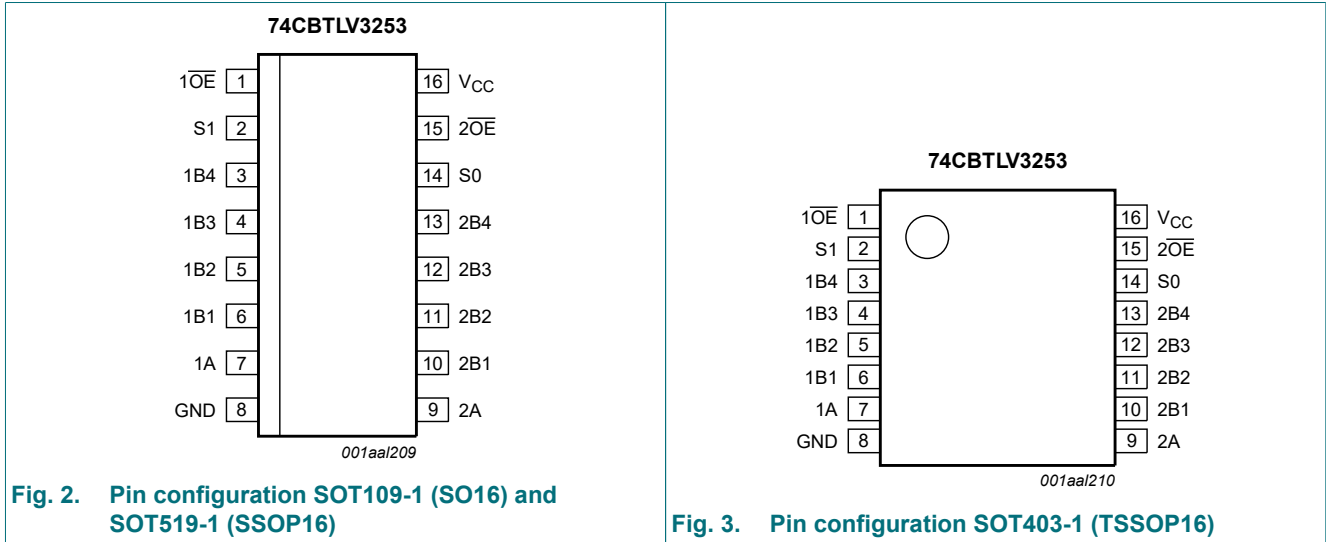 74CBTLV3253
1O̅E̅ 1
S1 2
1B4 3
1B3 4
1B2 5
1B1 6
1A 7
GND 8
16 VCC
15 2O̅E̅
14 S0
13 2B4
12 2B3
11 2B2
10 2B1
9 2A
001aal209
Fig. 2. Pin configuration SOT109-1 (SO16) and
SOT519-1 (SSOP16)
74CBTLV3253
1O̅E̅ 1
S1 2
1B4 3
1B3 4
1B2 5
1B1 6
1A 7
GND 8
16 VCC
15 2O̅E̅
14 S0
13 2B4
12 2B3
11 2B2
10 2B1
9 2A
001aal210
Fig. 3. Pin configuration SOT403-1 (TSSOP16)